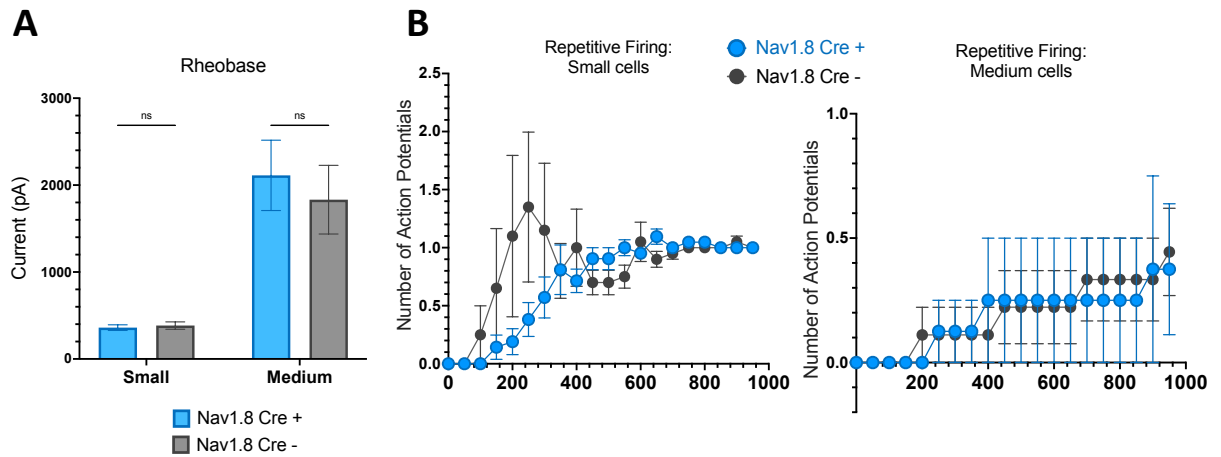 A
Rheobase
3000
2000
1000
0
Current (pA)
ns
ns
Small
Medium
Nav1.8 Cre +
Nav1.8 Cre -
B
Repetitive Firing:
Small cells
Nav1.8 Cre +
Nav1.8 Cre -
Repetitive Firing:
Medium cells
Number of Action Potentials
2.5
2.0
1.5
1.0
0.5
0.0
0
200
400
600
800
1000
Number of Action Potentials
1.0
0.5
0.0
200
400
600
800
1000